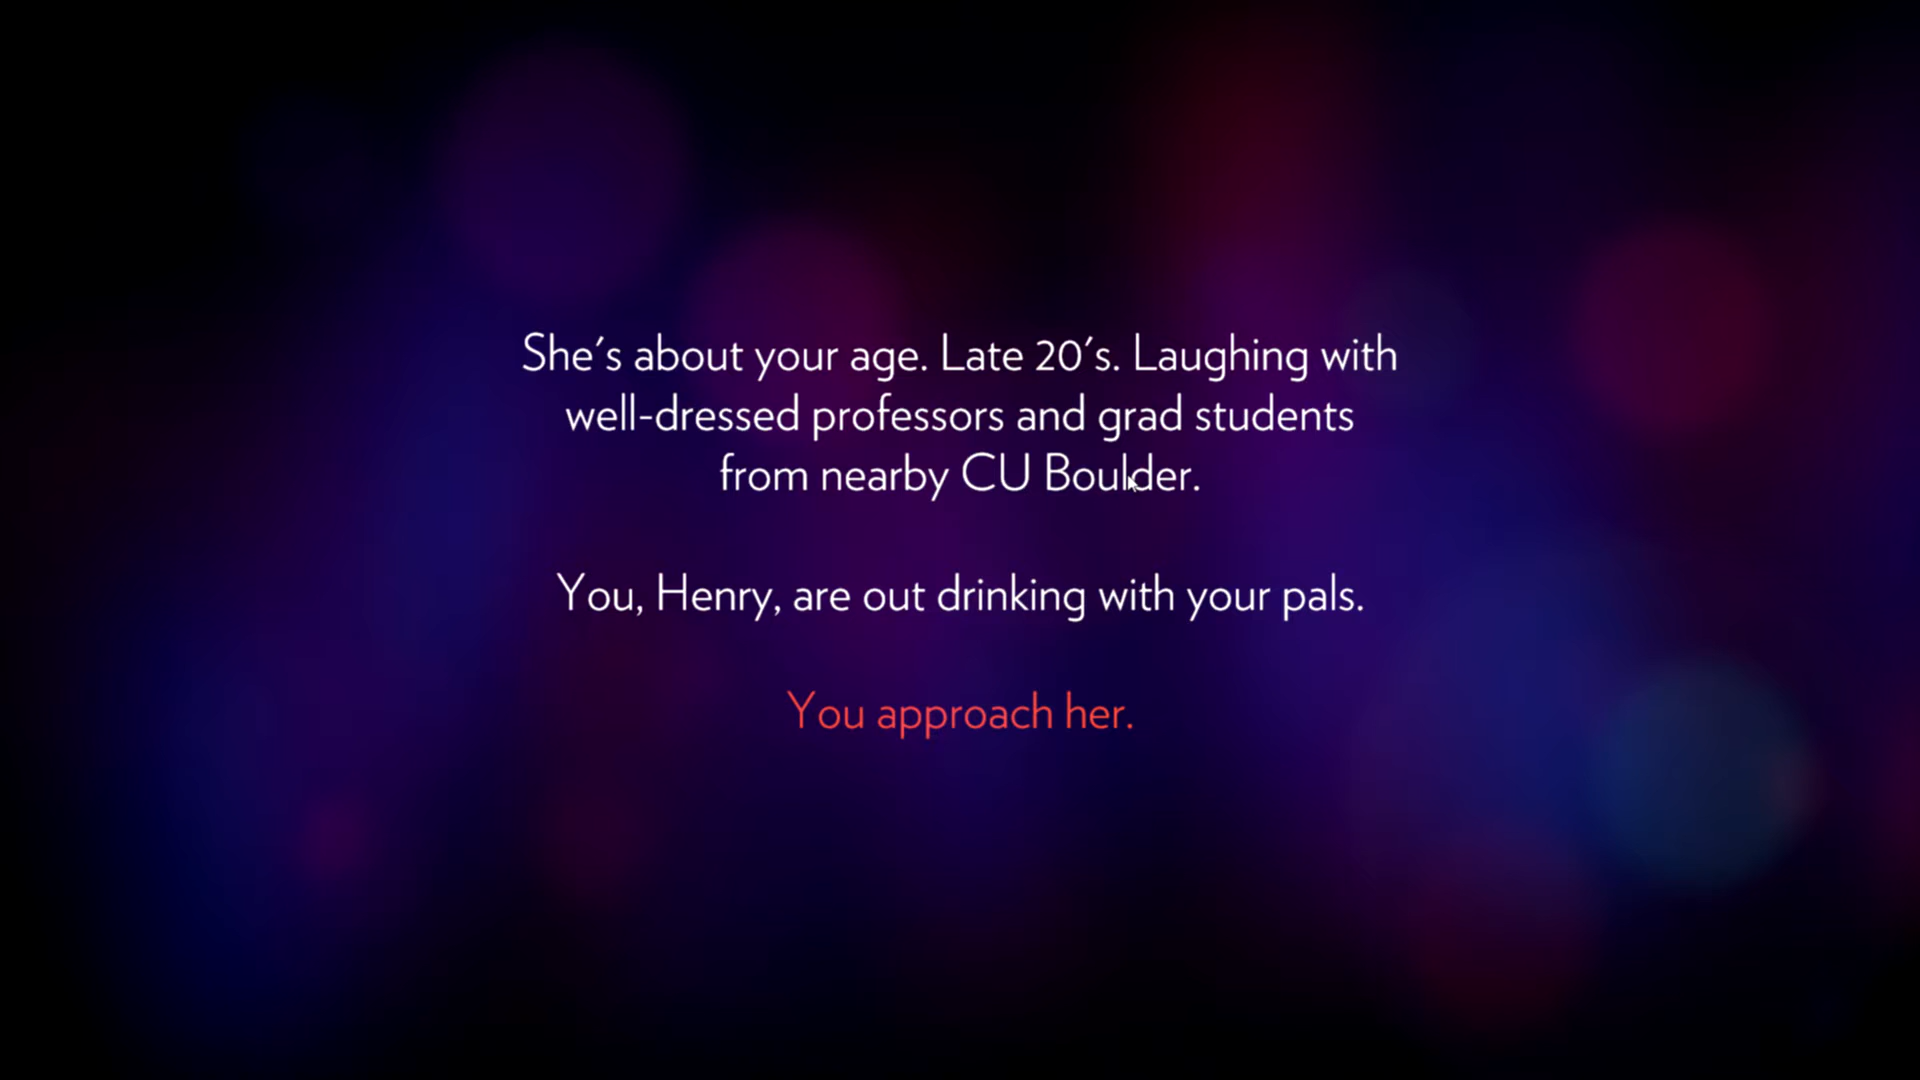 She's about your age. Late 20's. Laughing with
well-dressed professors and grad students
from nearby CU Boulder.
You, Henry, are out drinking with your pals.
You approach her.